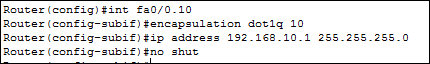 Router(config)#int fa0/0.10
Router(config-subif)#encapsulation dot1q 10
Router(config-subif)#ip address 192.168.10.1 255.255.255.0
Router(config-subif)#no shut